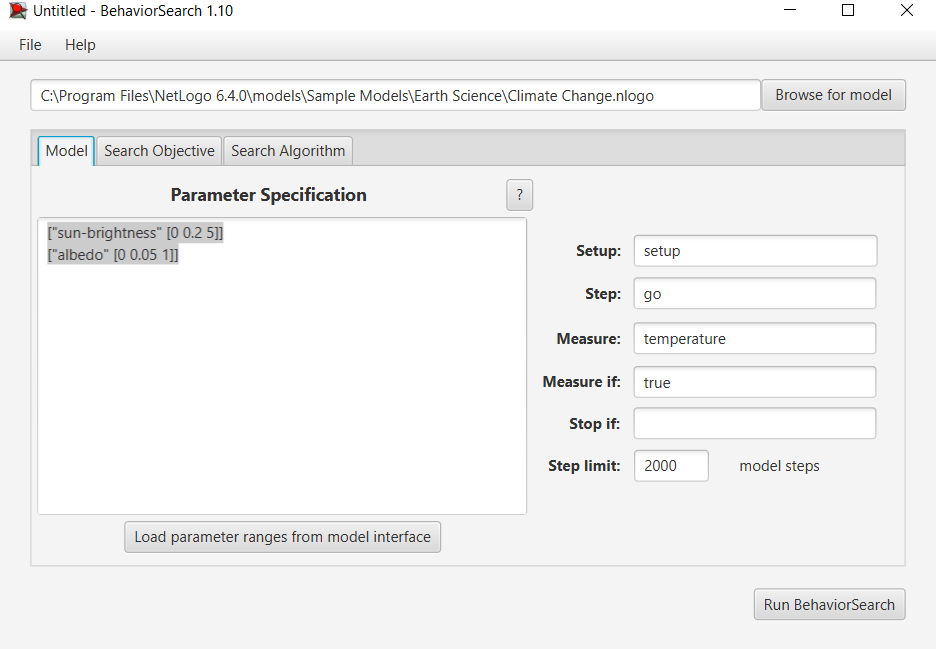 Untitled - BehaviorSearch 1.10
File Help
C:\Program Files\NetLogo 6.4.0\models\Sample Models\Earth Science\Climate Change.nlogo
Browse for model
Model Search Objective Search Algorithm
Parameter Specification
?
["sun-brightness" [0 0.2 5]]
["albedo" [0 0.05 1]]
Load parameter ranges from model interface
Setup: setup
Step: go
Measure: temperature
Measure if: true
Stop if:
Step limit: 2000 model steps
Run BehaviorSearch